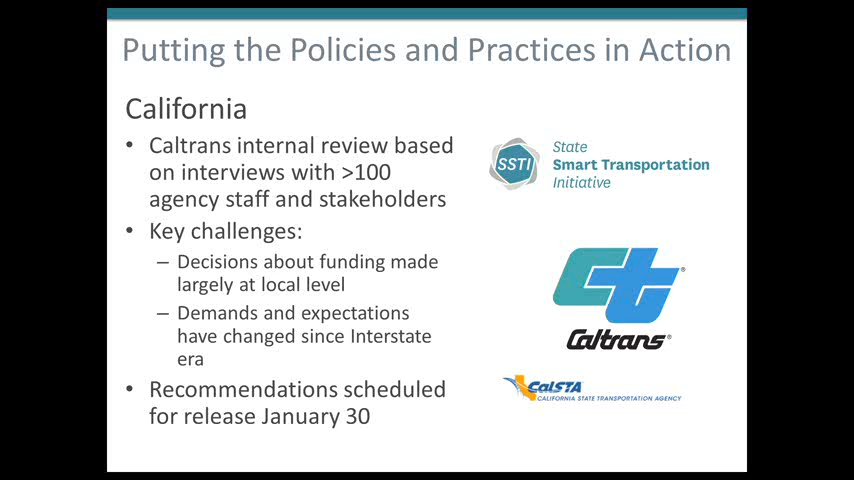 Putting the Policies and Practices in Action
California
• Caltrans internal review based
on interviews with >100
agency staff and stakeholders
• Key challenges:
– Decisions about funding made
largely at local level
– Demands and expectations
have changed since Interstate
era
• Recommendations scheduled
for release January 30
SSTI
State
Smart Transportation
Initiative
ct®
Caltrans®
CalSTA
CALIFORNIA STATE TRANSPORTATION AGENCY